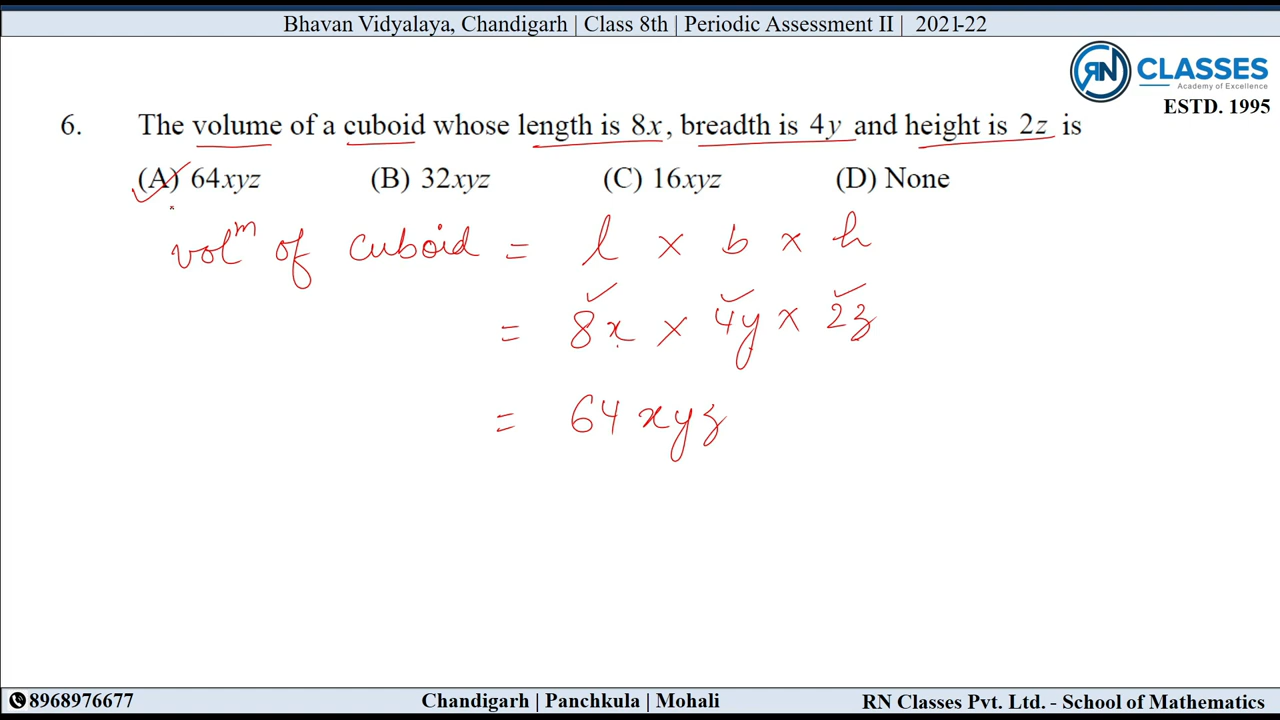 Bhavan Vidyalaya, Chandigarh | Class 8th | Periodic Assessment II | 2021-22
RN CLASSES
Academy of Excellence
ESTD. 1995
6. The volume of a cuboid whose length is 8x, breadth is 4y and height is 2z is
(A) 64xyz (B) 32xyz (C) 16xyz (D) None
volᵐ of cuboid = l × b × h
= 8x × 4y × 2z
= 64xyz
8968976677 Chandigarh | Panchkula | Mohali RN Classes Pvt. Ltd. - School of Mathematics